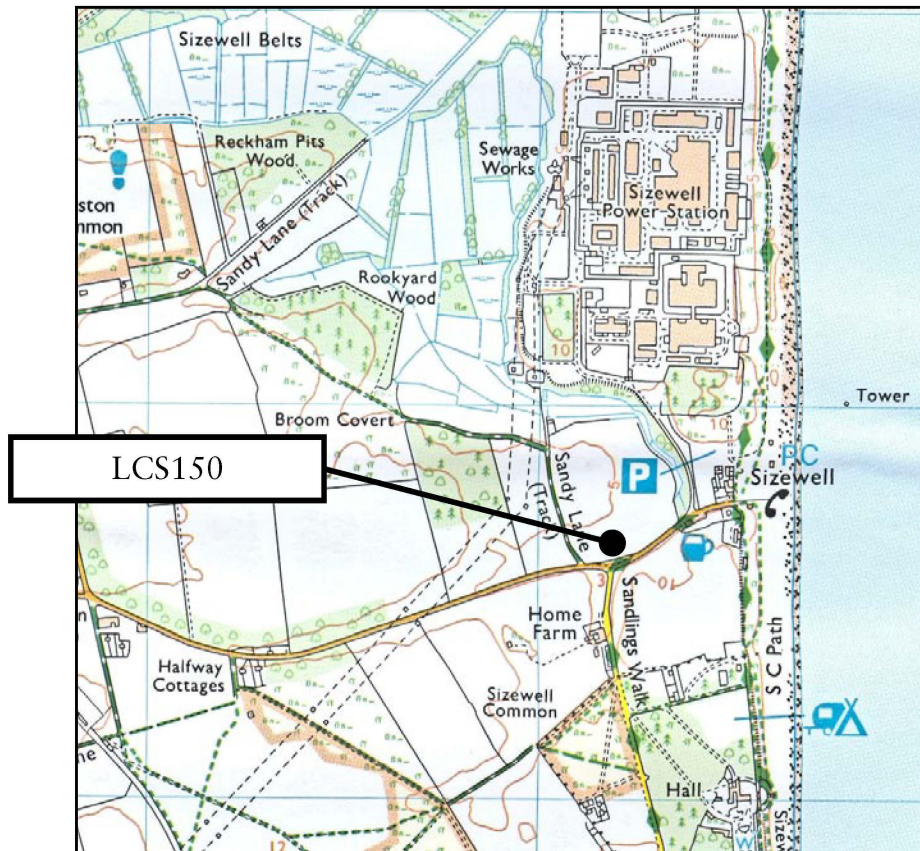 Sizewell Belts
Reckham Pits
Wood
Sewage
Works
Sizewell
Power Station
ston
mmon
Sandy Lane (Track)
Rookyard
Wood
10
Tower
Broom Covert
10
PC
Sizewell
LCS150
P
5
Sandy Lane
(Track)
3
10
Home
Farm
Sandlings Walk
S C Path
Halfway
Cottages
Sizewell
Common
Hall
12
W